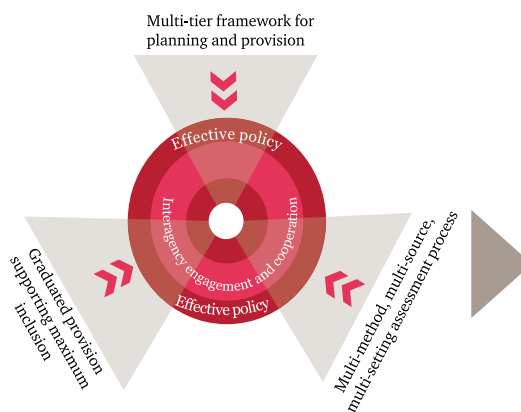 Multi-tier framework for
planning and provision
Effective policy
Interagency engagement and cooperation
Effective policy
Graduated provision
supporting maximum
inclusion
Multi-method, multi-source,
multi-setting assessment process